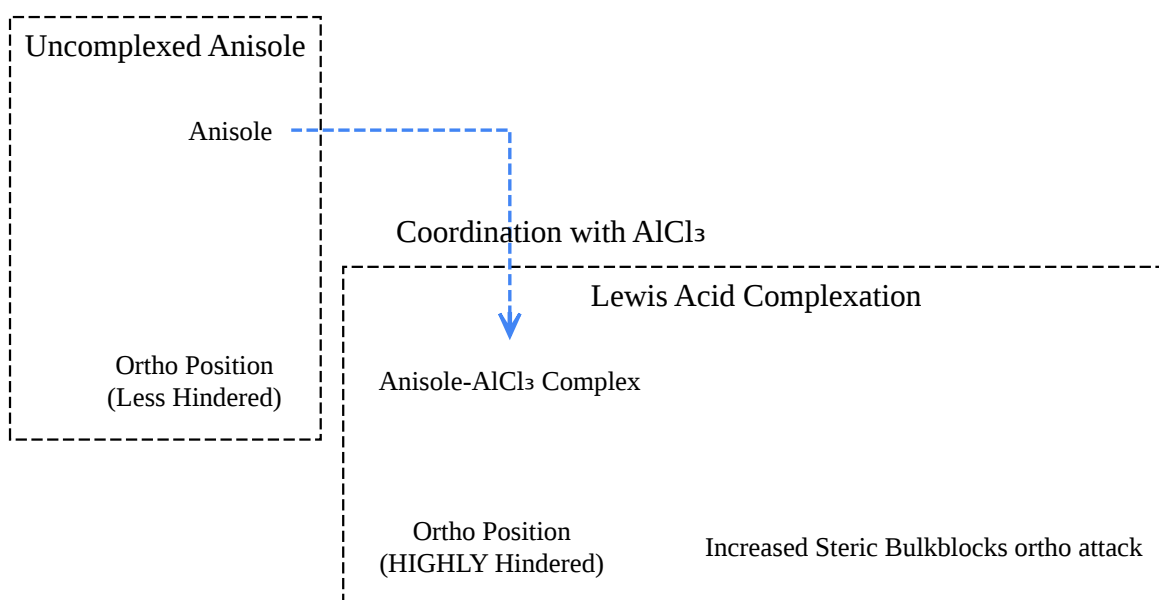 Uncomplexed Anisole
Anisole
Ortho Position
(Less Hindered)
Coordination with AlCl₃
Lewis Acid Complexation
Anisole-AlCl₃ Complex
Ortho Position
(HIGHLY Hindered)
Increased Steric Bulkblocks ortho attack